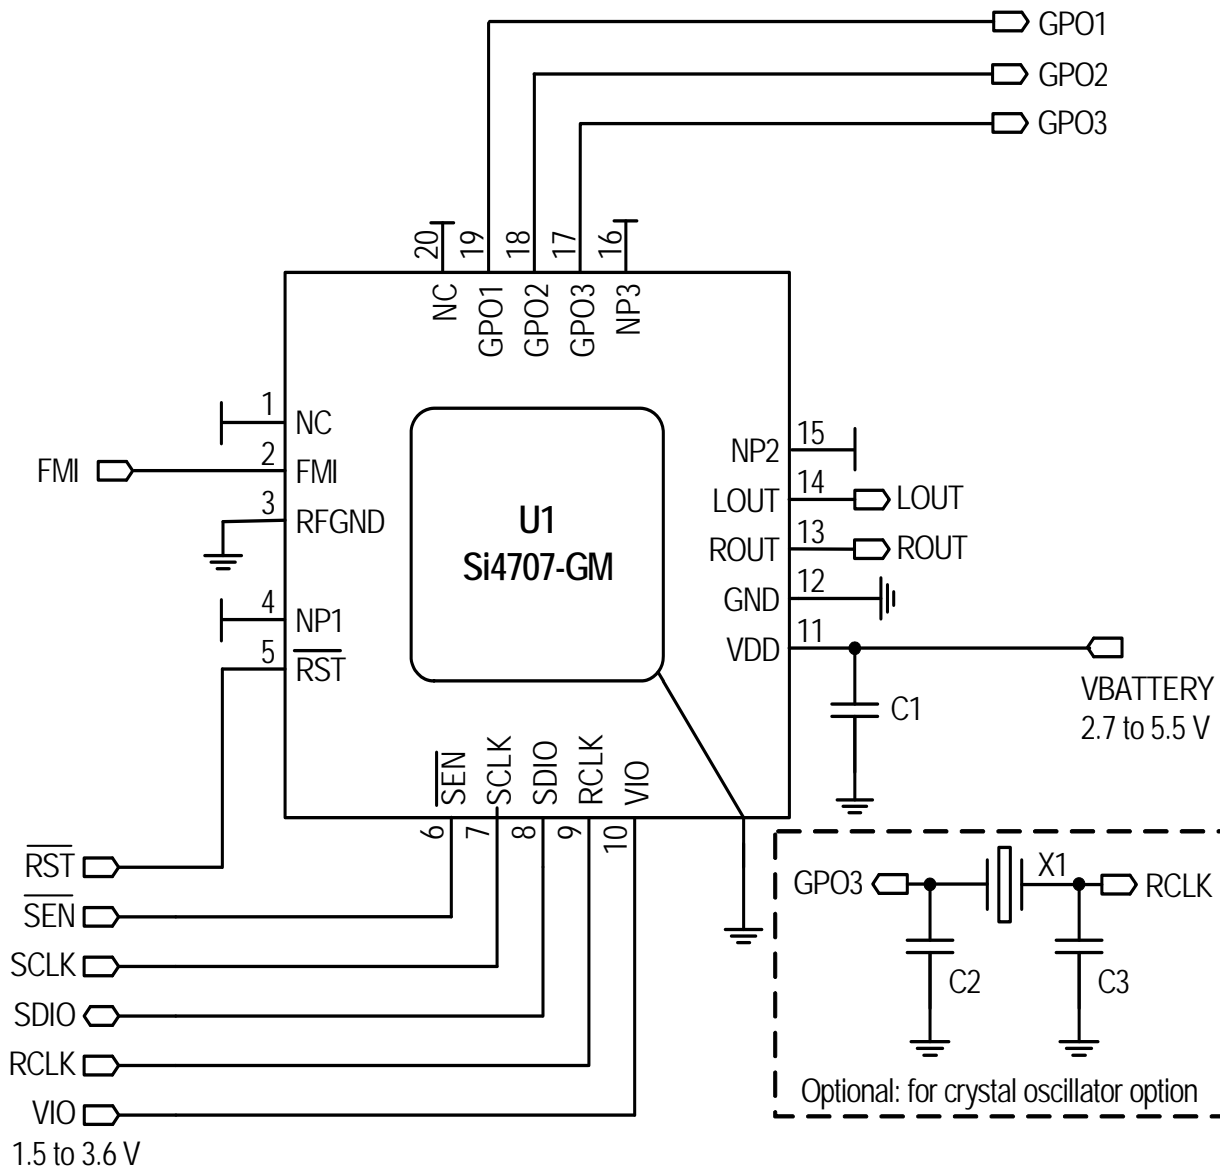 GPO1
GPO2
GPO3
20
19
18
17
16
NC
GPO1
GPO2
GPO3
NP3
1
NC
FMI
2
FMI
3
RFGND
4
NP1
5
RST
U1
Si4707-GM
NP2
15
LOUT
14
LOUT
ROUT
13
ROUT
GND
12
VDD
11
VBATTERY
2.7 to 5.5 V
C1
SEN
SCLK
SDIO
RCLK
VIO
6
7
8
9
10
RST
SEN
SCLK
SDIO
RCLK
VIO
1.5 to 3.6 V
GPO3
X1
RCLK
C2
C3
Optional: for crystal oscillator option